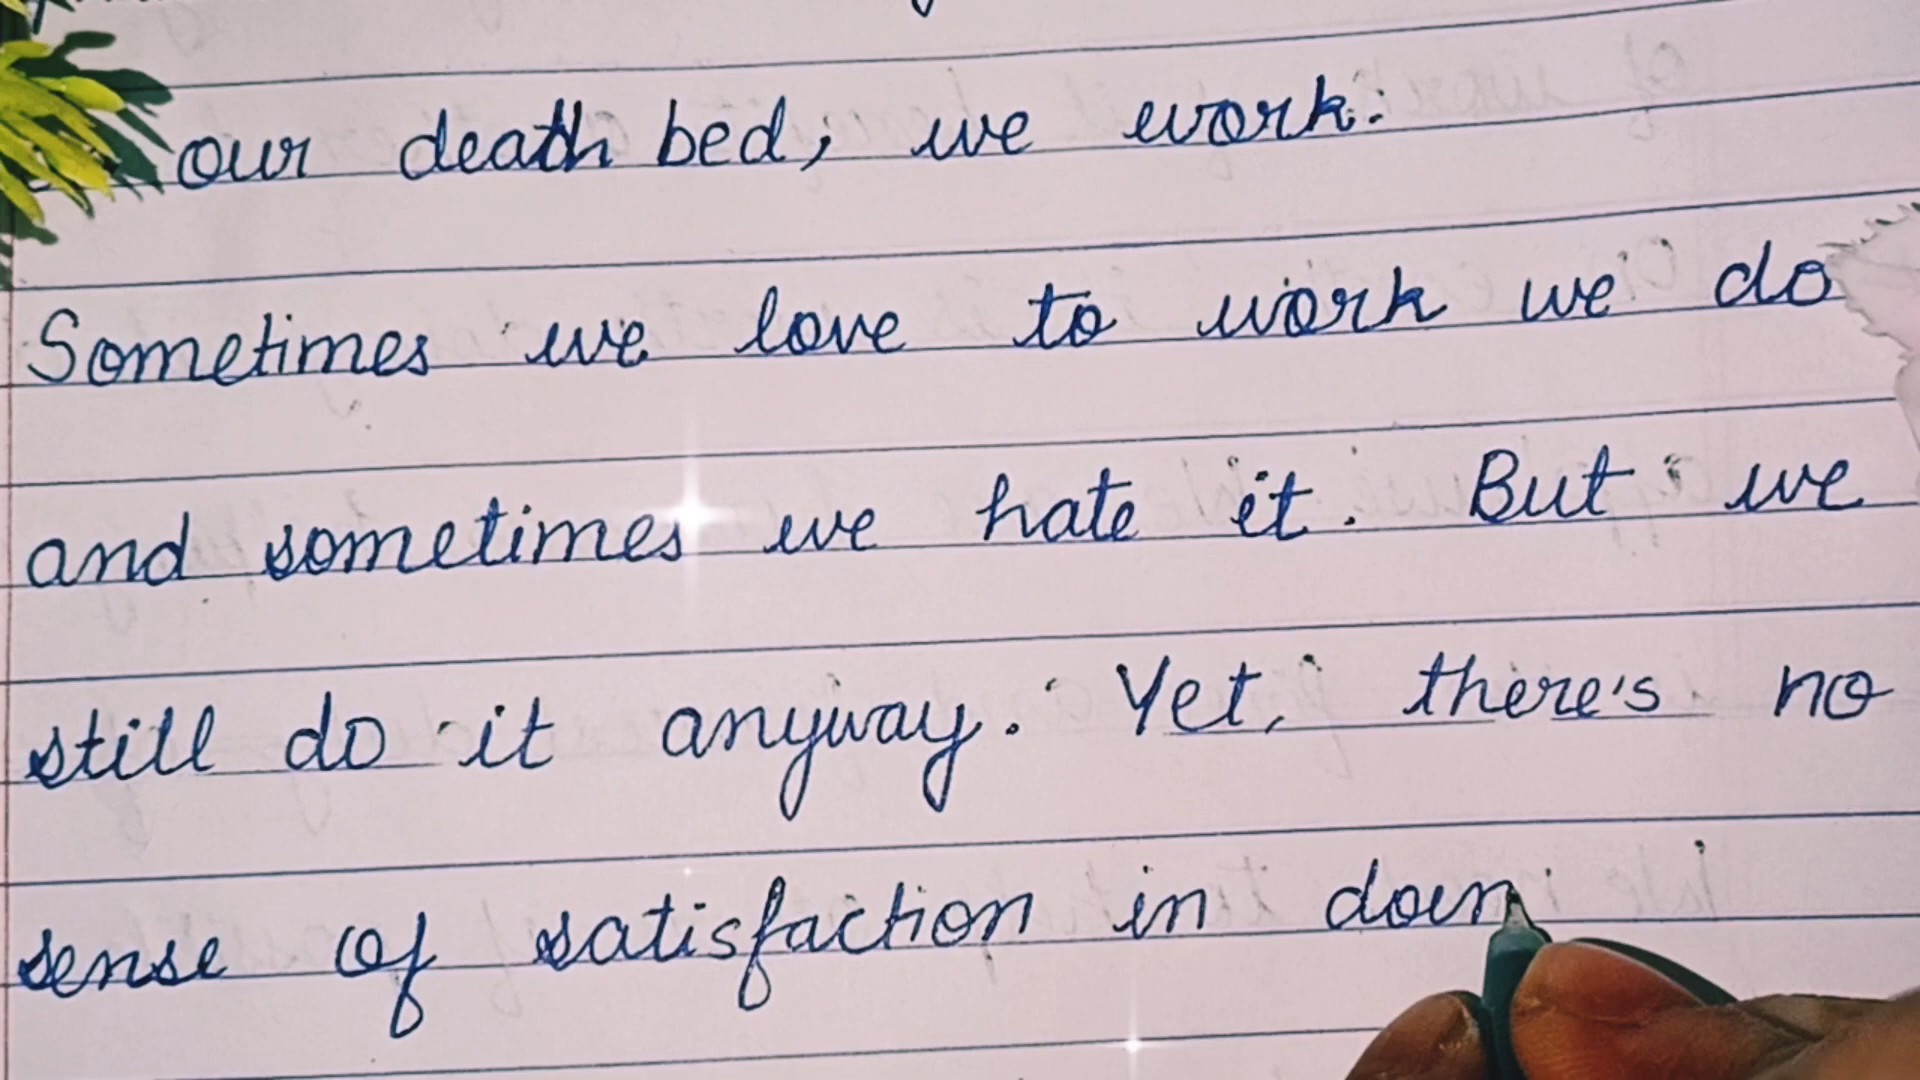 our death bed, we work.
Sometimes we love to work we do
and sometimes we hate it. But we
still do it anyway. Yet, there's no
sense of satisfaction in doin